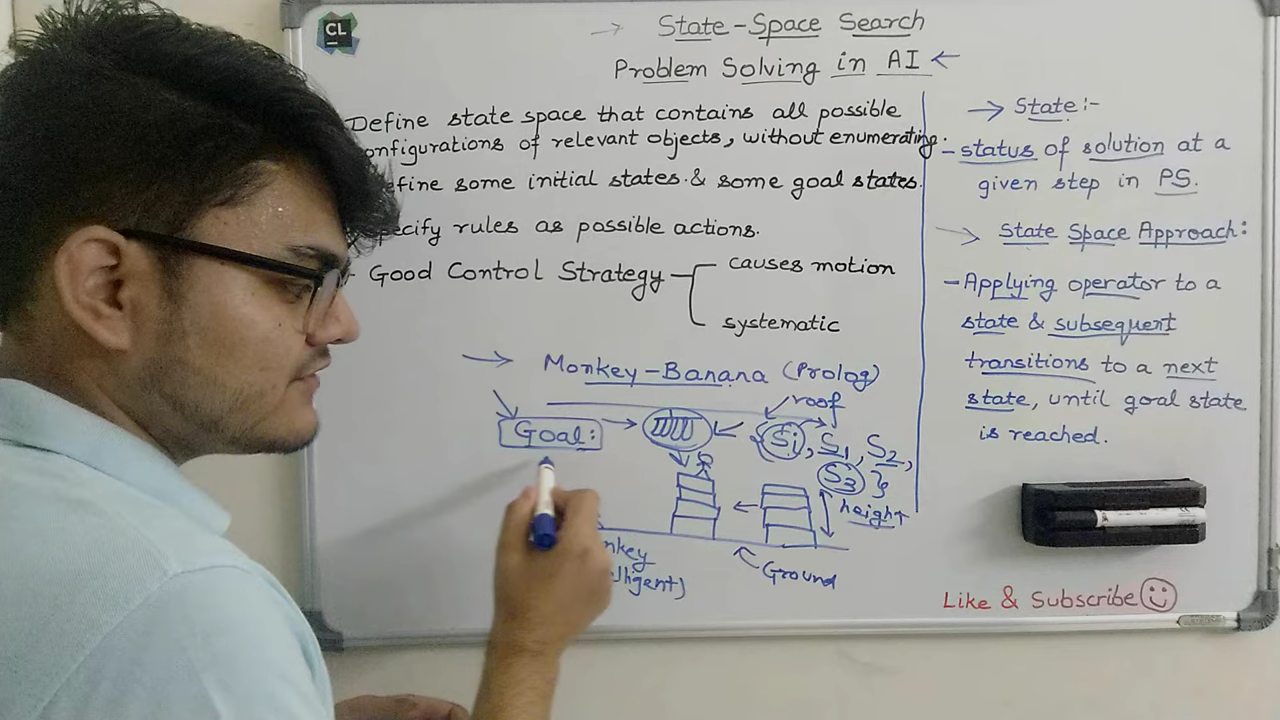 CL
State-Space Search
Problem Solving in AI
Define state space that contains all possible
onfigurations of relevant objects, without enumerating.
efine some initial states & some goal states.
pecify rules as possible actions.
Good Control Strategy
causes motion
systematic
Monkey-Banana (Prolog)
roof
Goal:
Si, S1, S2,
S3 }
height
nkey
lligent)
Ground
State:-
- status of solution at a
given step in PS.
State Space Approach:
- Applying operator to a
state & subsequent
transitions to a next
state, until goal state
is reached.
Like & Subscribe